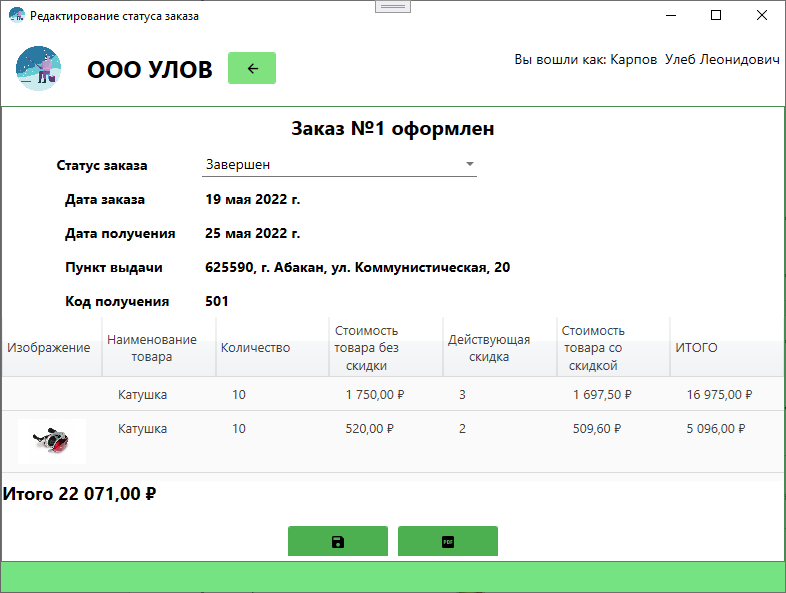 Редактирование статуса заказа
ООО УЛОВ
Вы вошли как: Карпов Улеб Леонидович
Заказ №1 оформлен
Статус заказа Завершен
Дата заказа 19 мая 2022 г.
Дата получения 25 мая 2022 г.
Пункт выдачи 625590, г. Абакан, ул. Коммунистическая, 20
Код получения 501
Изображение
Наименование
товара
Количество
Стоимость
товара без
скидки
Действующая
скидка
Стоимость
товара со
скидкой
ИТОГО
Катушка 10 1 750,00 ₽ 3 1 697,50 ₽ 16 975,00 ₽
Катушка 10 520,00 ₽ 2 509,60 ₽ 5 096,00 ₽
Итого 22 071,00 ₽
PDF